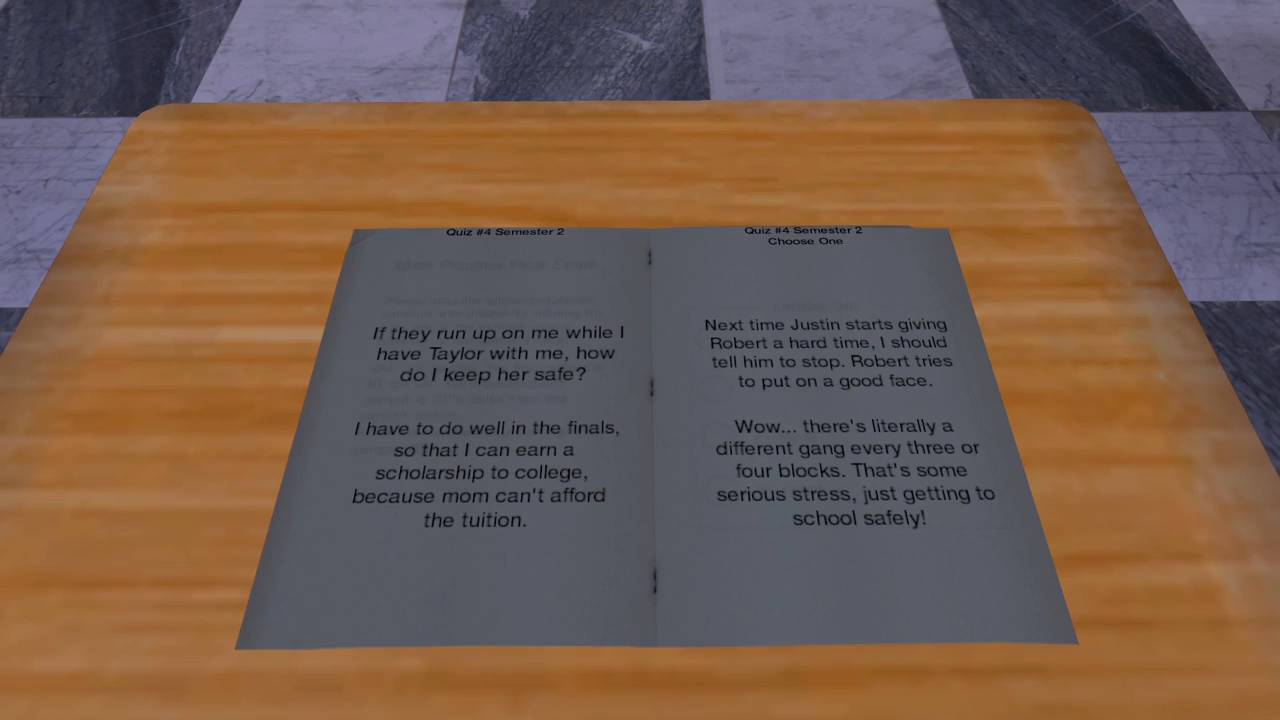 Quiz #4 Semester 2
If they run up on me while I
have Taylor with me, how
do I keep her safe?
I have to do well in the finals,
so that I can earn a
scholarship to college,
because mom can't afford
the tuition.
Quiz #4 Semester 2
Choose One
Next time Justin starts giving
Robert a hard time, I should
tell him to stop. Robert tries
to put on a good face.
Wow... there's literally a
different gang every three or
four blocks. That's some
serious stress, just getting to
school safely!